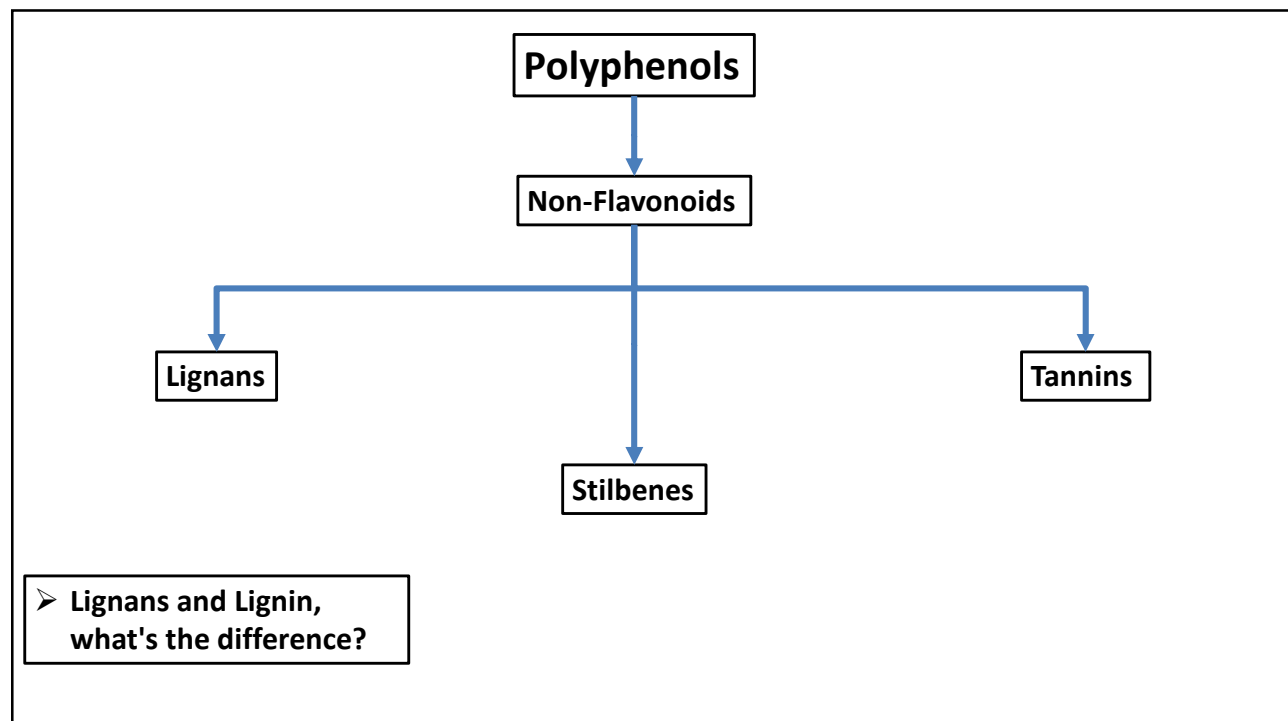 Polyphenols
Non-Flavonoids
Lignans
Tannins
Stilbenes
➢ Lignans and Lignin,
what's the difference?